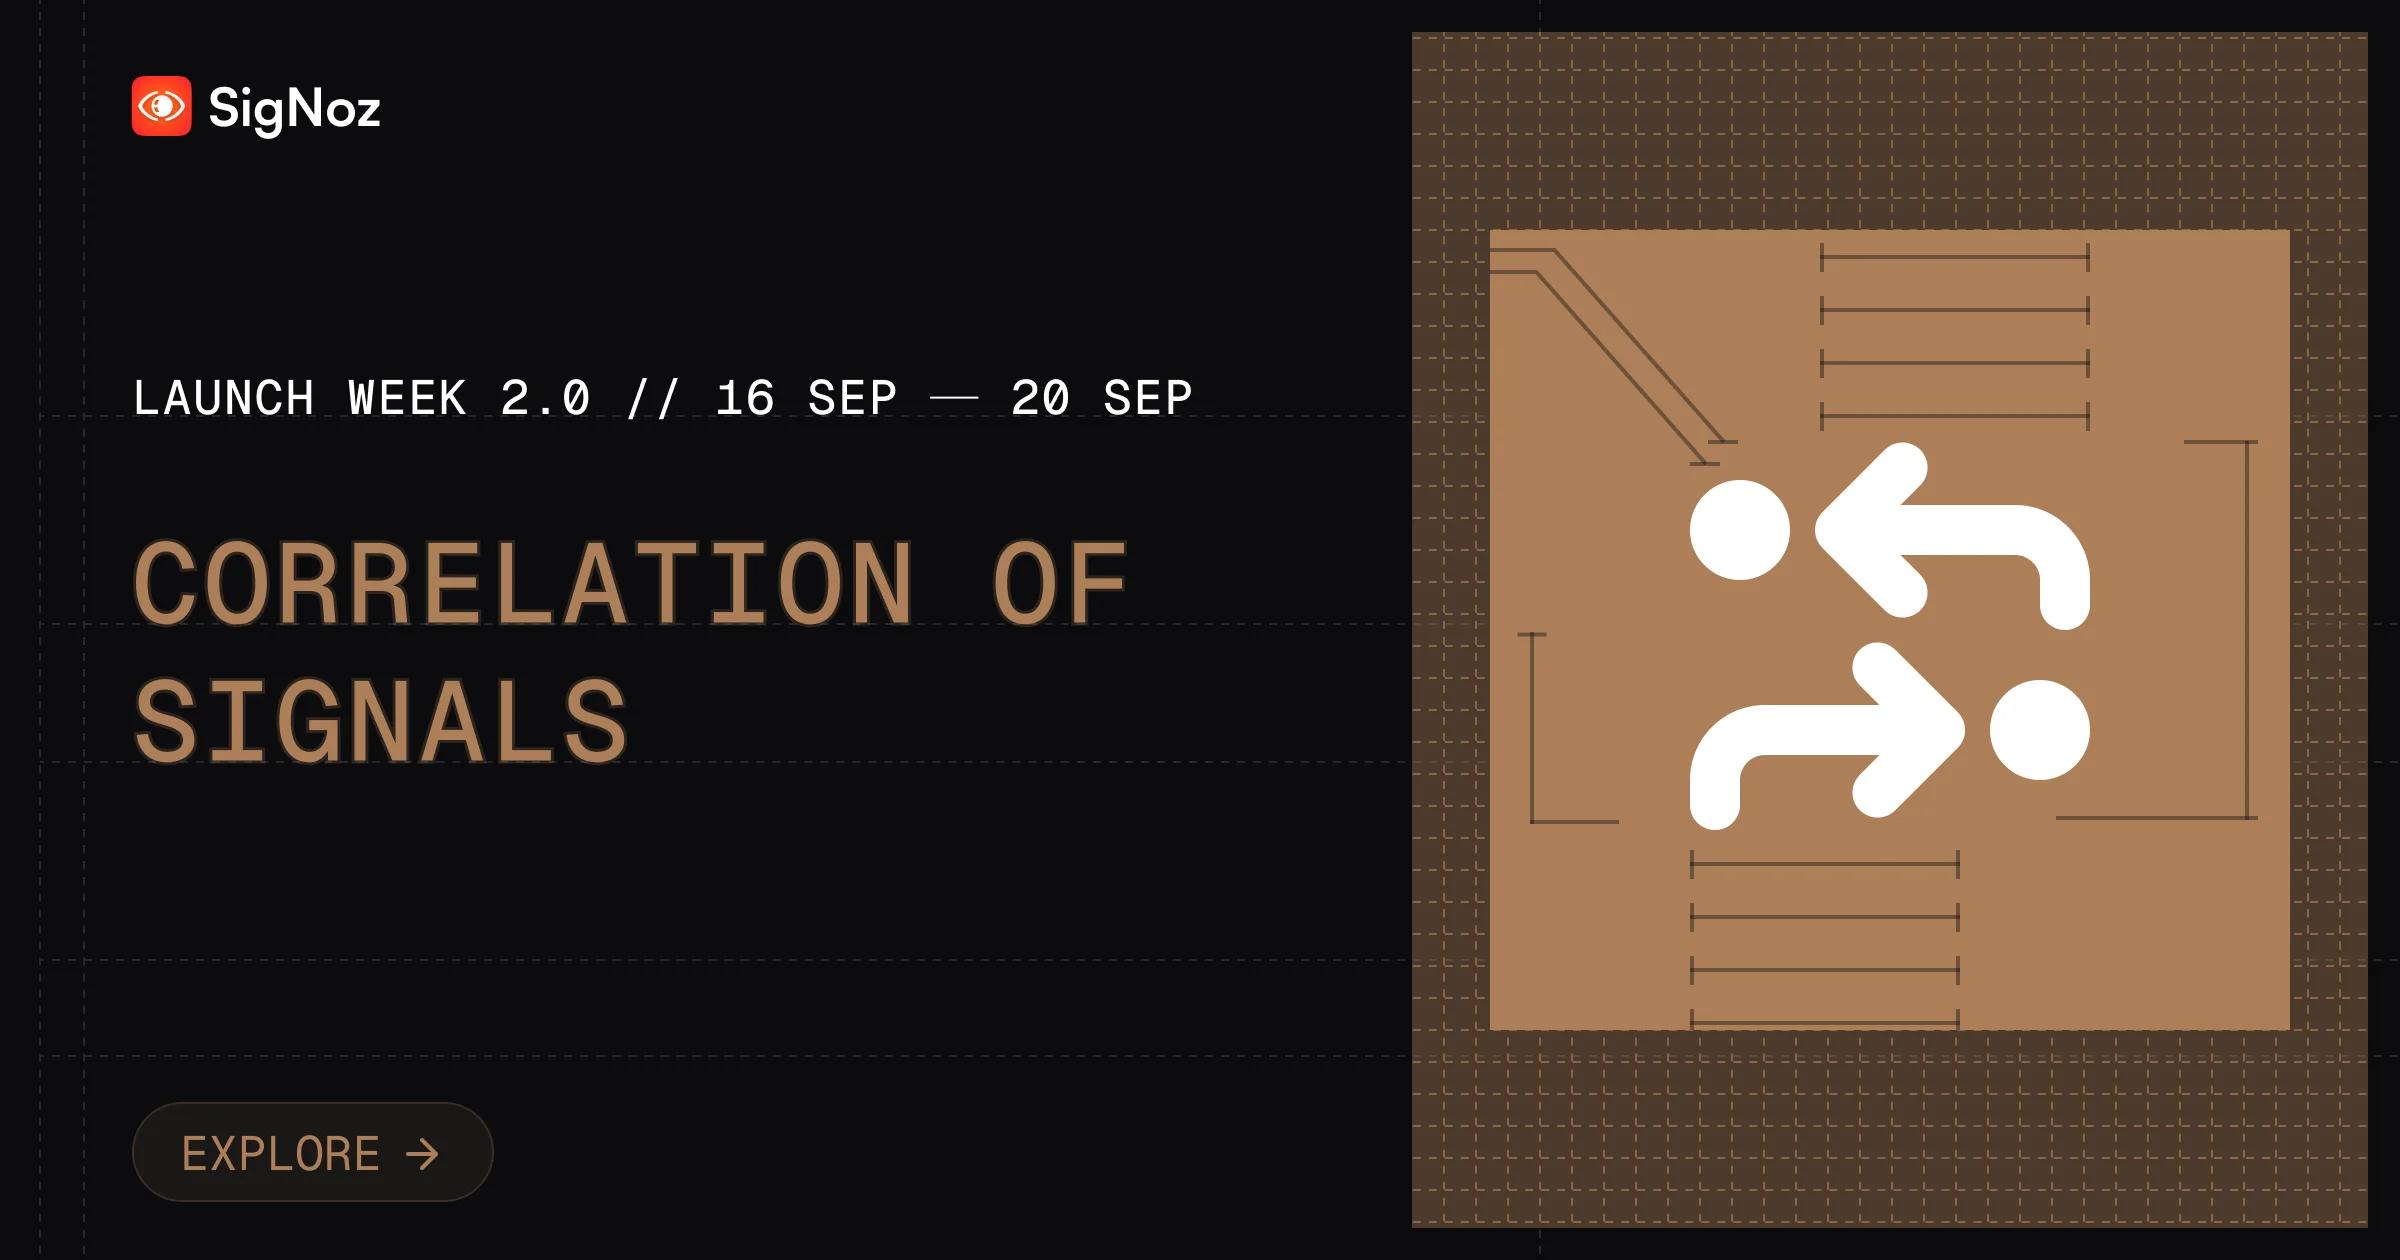 SigNoz
LAUNCH WEEK 2.0 // 16 SEP — 20 SEP
CORRELATION OF
SIGNALS
EXPLORE →